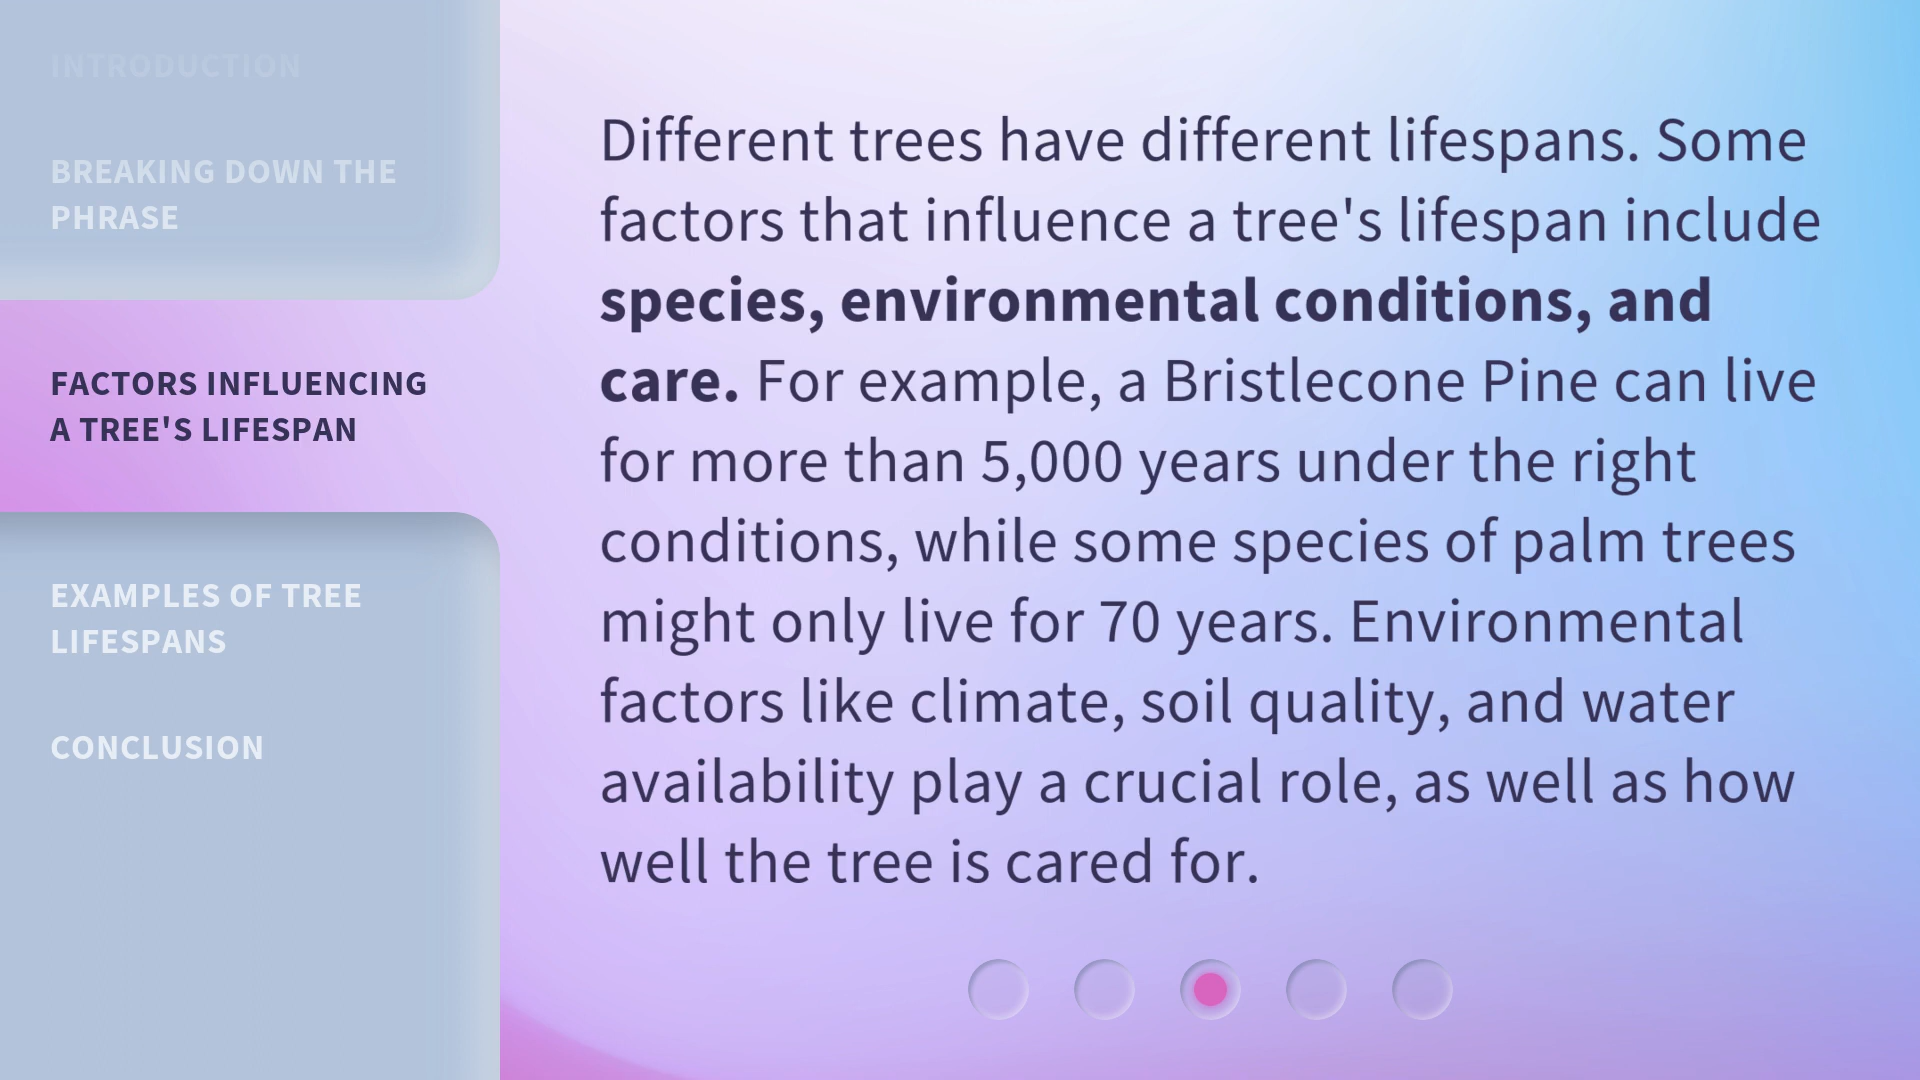 INTRODUCTION
BREAKING DOWN THE
PHRASE
FACTORS INFLUENCING
A TREE'S LIFESPAN
EXAMPLES OF TREE
LIFESPANS
CONCLUSION
Different trees have different lifespans. Some
factors that influence a tree's lifespan include
species, environmental conditions, and
care. For example, a Bristlecone Pine can live
for more than 5,000 years under the right
conditions, while some species of palm trees
might only live for 70 years. Environmental
factors like climate, soil quality, and water
availability play a crucial role, as well as how
well the tree is cared for.